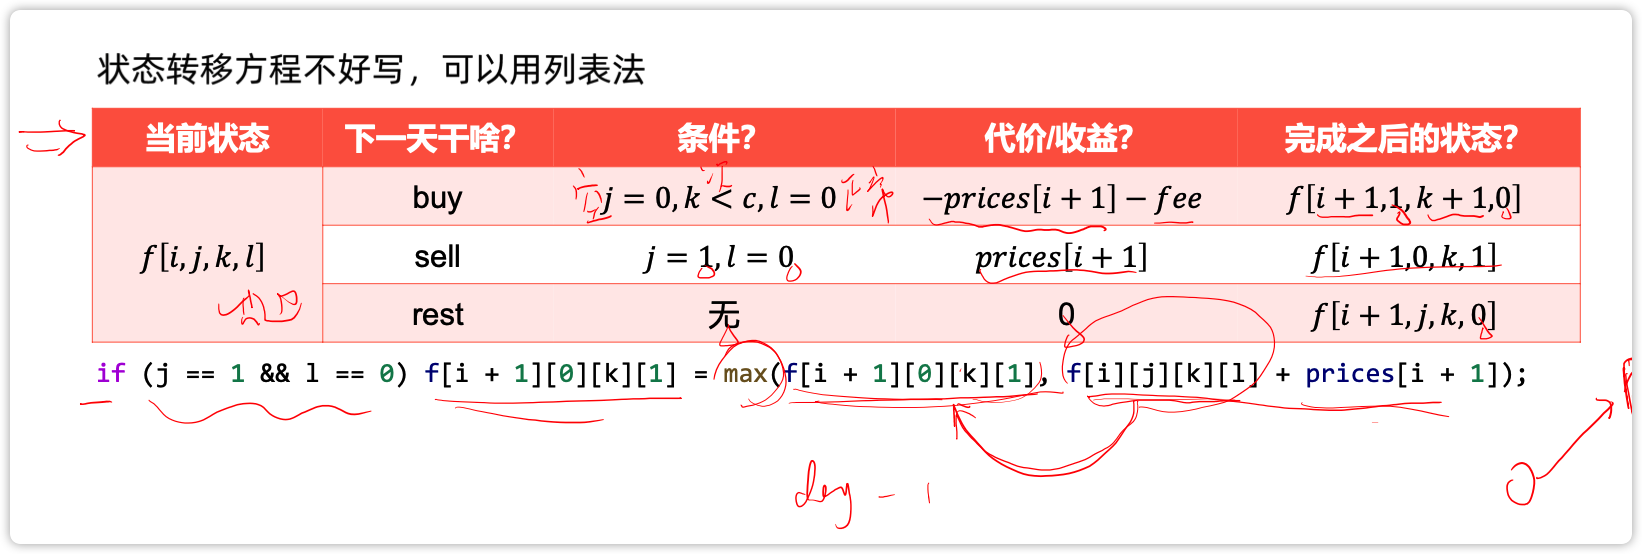 状态转移方程不好写，可以用列表法
当前状态 下一天干啥？ 条件？ 代价/收益？ 完成之后的状态？
buy 空 j = 0, k < c, l = 0 −prices[i + 1] − fee f[i + 1,1, k + 1,0]
f[i, j, k, l] sell j = 1, l = 0 prices[i + 1] f[i + 1,0, k, 1]
rest 无 0 f[i + 1, j, k, 0]
if (j == 1 && l == 0) f[i + 1][0][k][1] = max(f[i + 1][0][k][1], f[i][j][k][l] + prices[i + 1]);